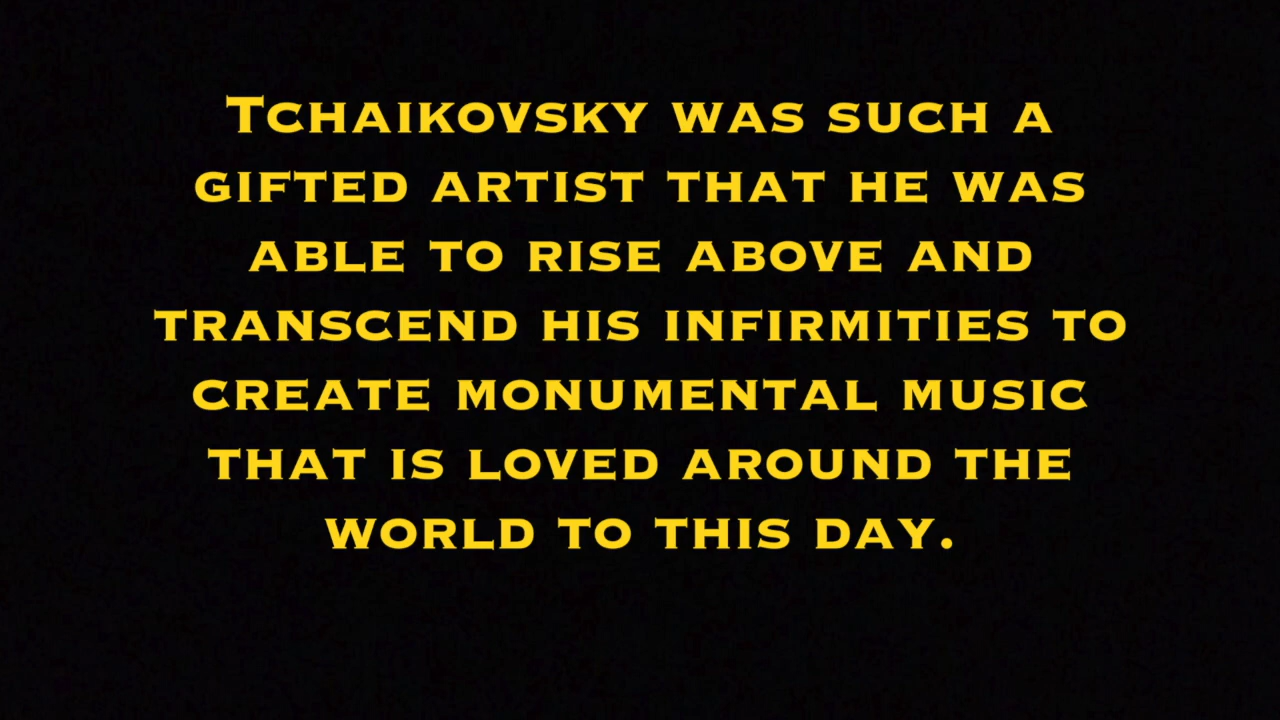 Tchaikovsky was such a
gifted artist that he was
able to rise above and
transcend his infirmities to
create monumental music
that is loved around the
world to this day.